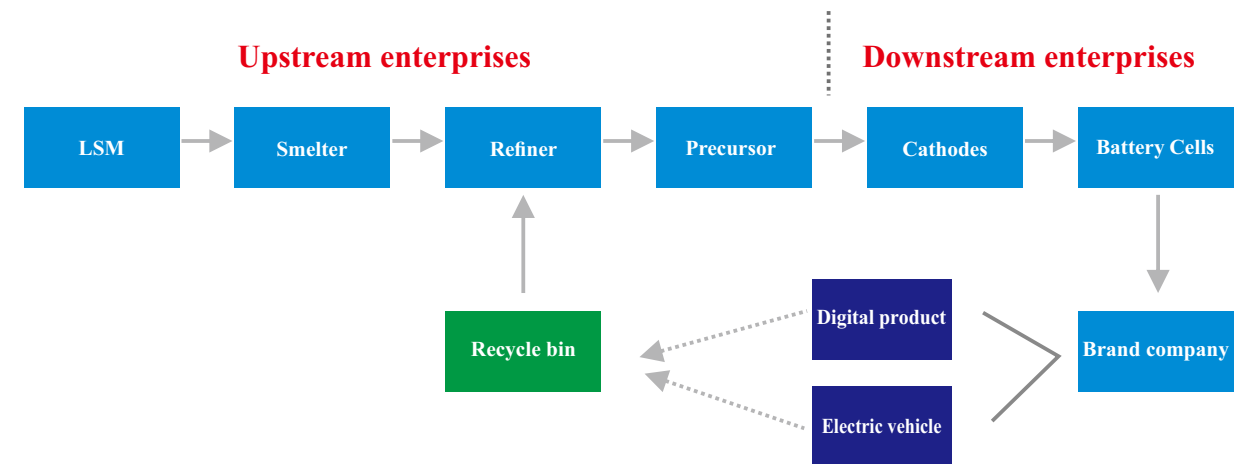 Upstream enterprises
Downstream enterprises
LSM
Smelter
Refiner
Precursor
Cathodes
Battery Cells
Digital product
Recycle bin
Brand company
Electric vehicle